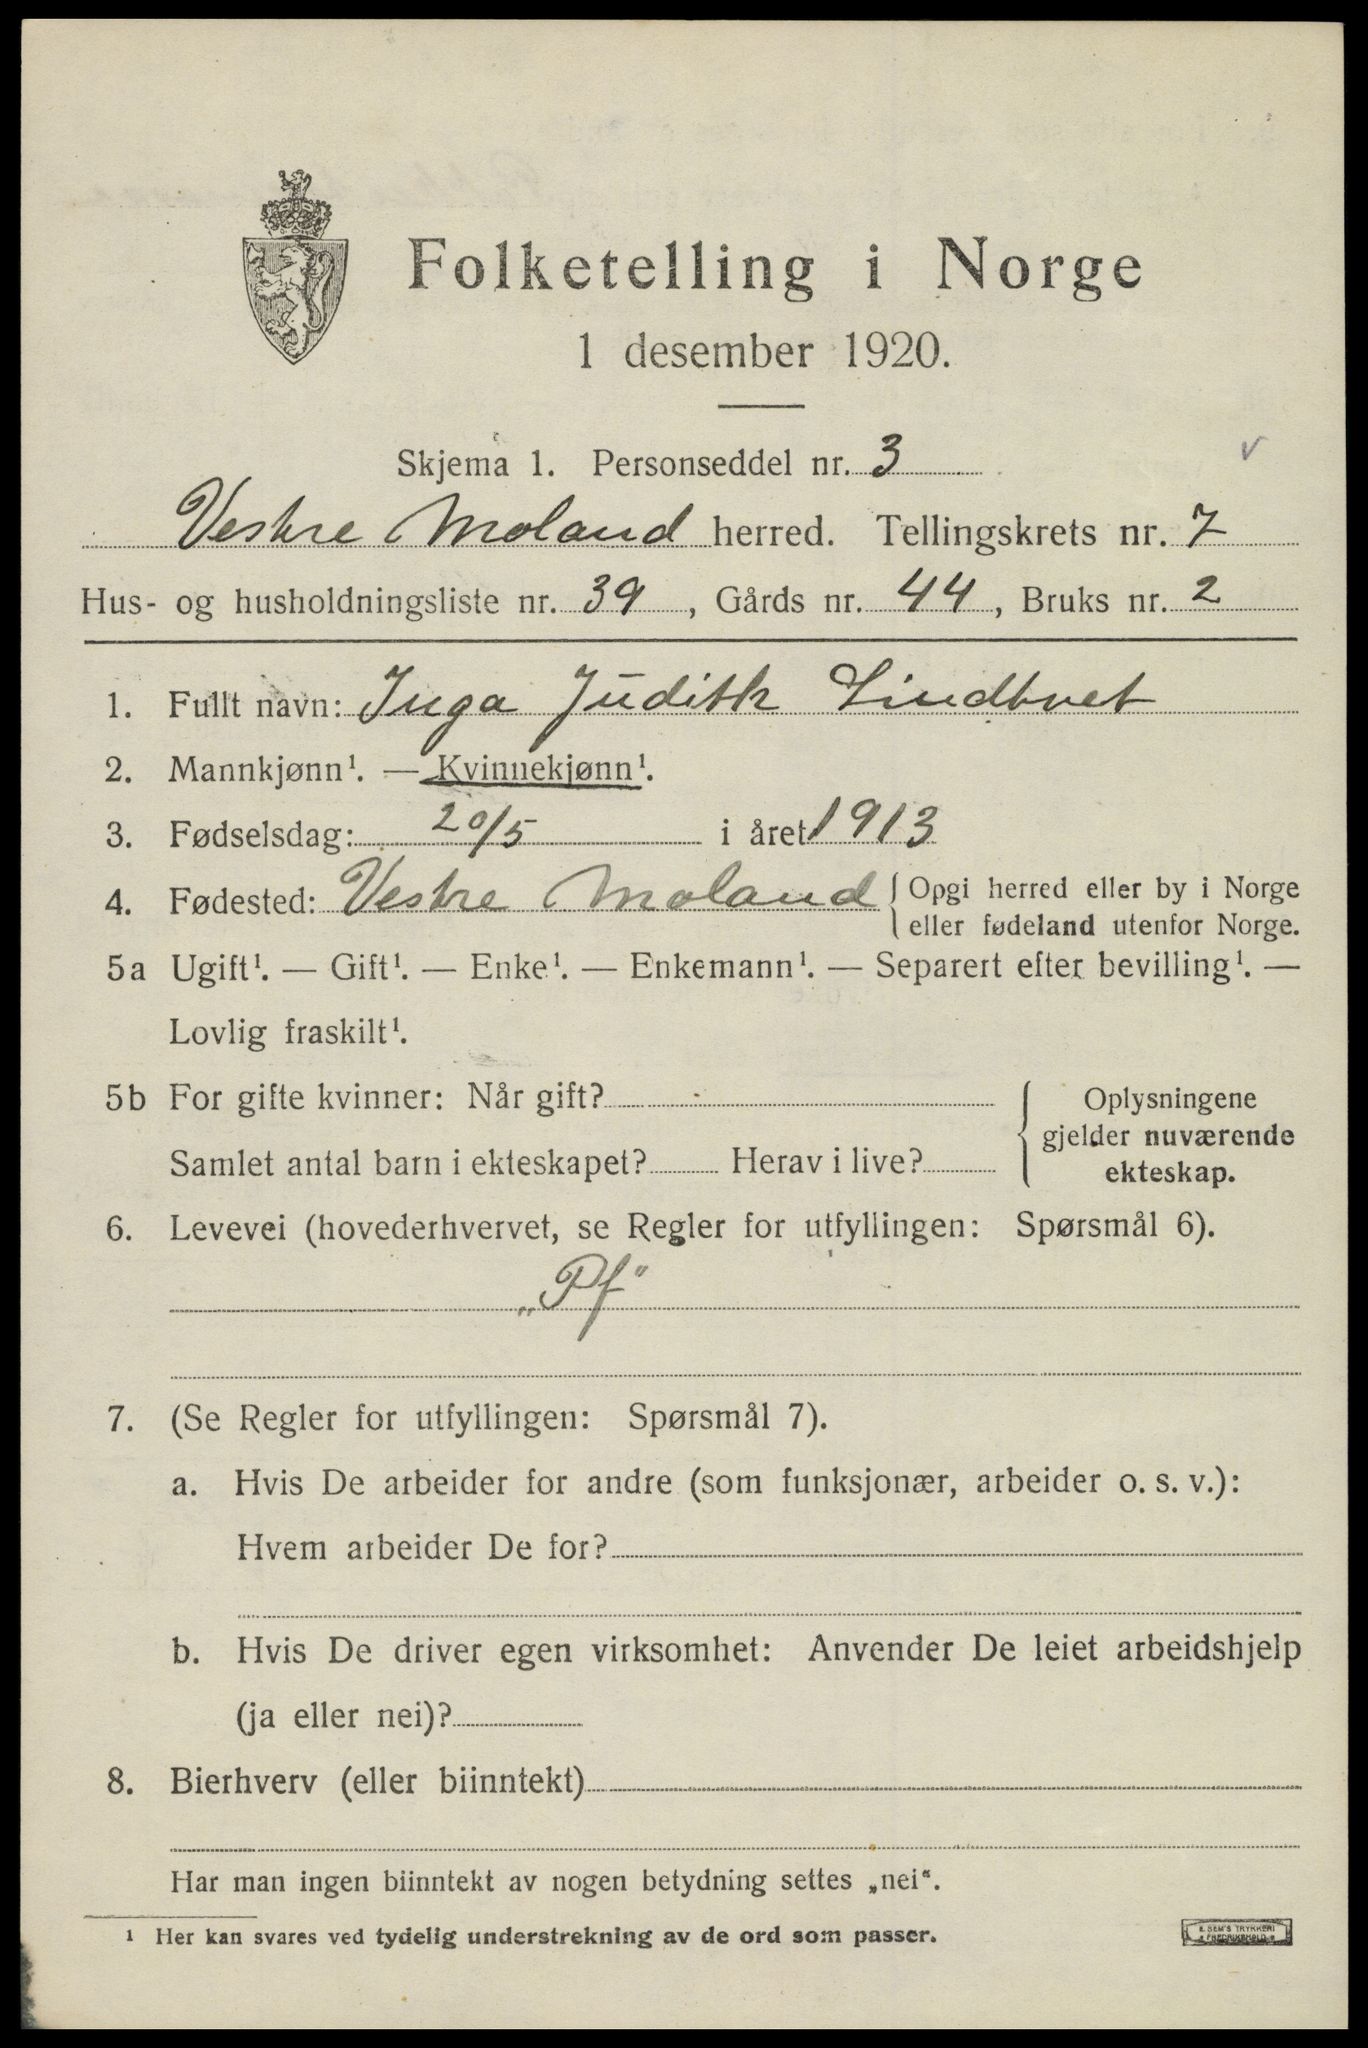 Folketelling i Norge
1 desember 1920.
Skjema 1. Personseddel nr. 3
Vestre Moland herred. Tellingskrets nr. 7
Hus- og husholdningsliste nr. 39, Gårds nr. 44, Bruks nr. 2
1. Fullt navn: Inga Judith Lindtvet
2. Mannkjønn¹. — Kvinnekjønn¹.
3. Fødselsdag: 20/5 i året 1913
4. Fødested: Vestre Moland { Opgi herred eller by i Norge
eller fødeland utenfor Norge.
5a Ugift¹. — Gift¹. — Enke¹. — Enkemann¹. — Separert efter bevilling¹. —
Lovlig fraskilt¹.
5b For gifte kvinner: Når gift?
Samlet antal barn i ekteskapet? Herav i live?
Oplysningene
gjelder nuværende
ekteskap.
6. Levevei (hovederhvervet, se Regler for utfyllingen: Spørsmål 6).
„Pf“
7. (Se Regler for utfyllingen: Spørsmål 7).
a. Hvis De arbeider for andre (som funksjonær, arbeider o. s. v.):
Hvem arbeider De for?
b. Hvis De driver egen virksomhet: Anvender De leiet arbeidshjelp
(ja eller nei)?
8. Bierhverv (eller biinntekt)
Har man ingen biinntekt av nogen betydning settes „nei“.
¹ Her kan svares ved tydelig understrekning av de ord som passer.
E. SEM'S TRYKKERI
FREDRIKSHALD